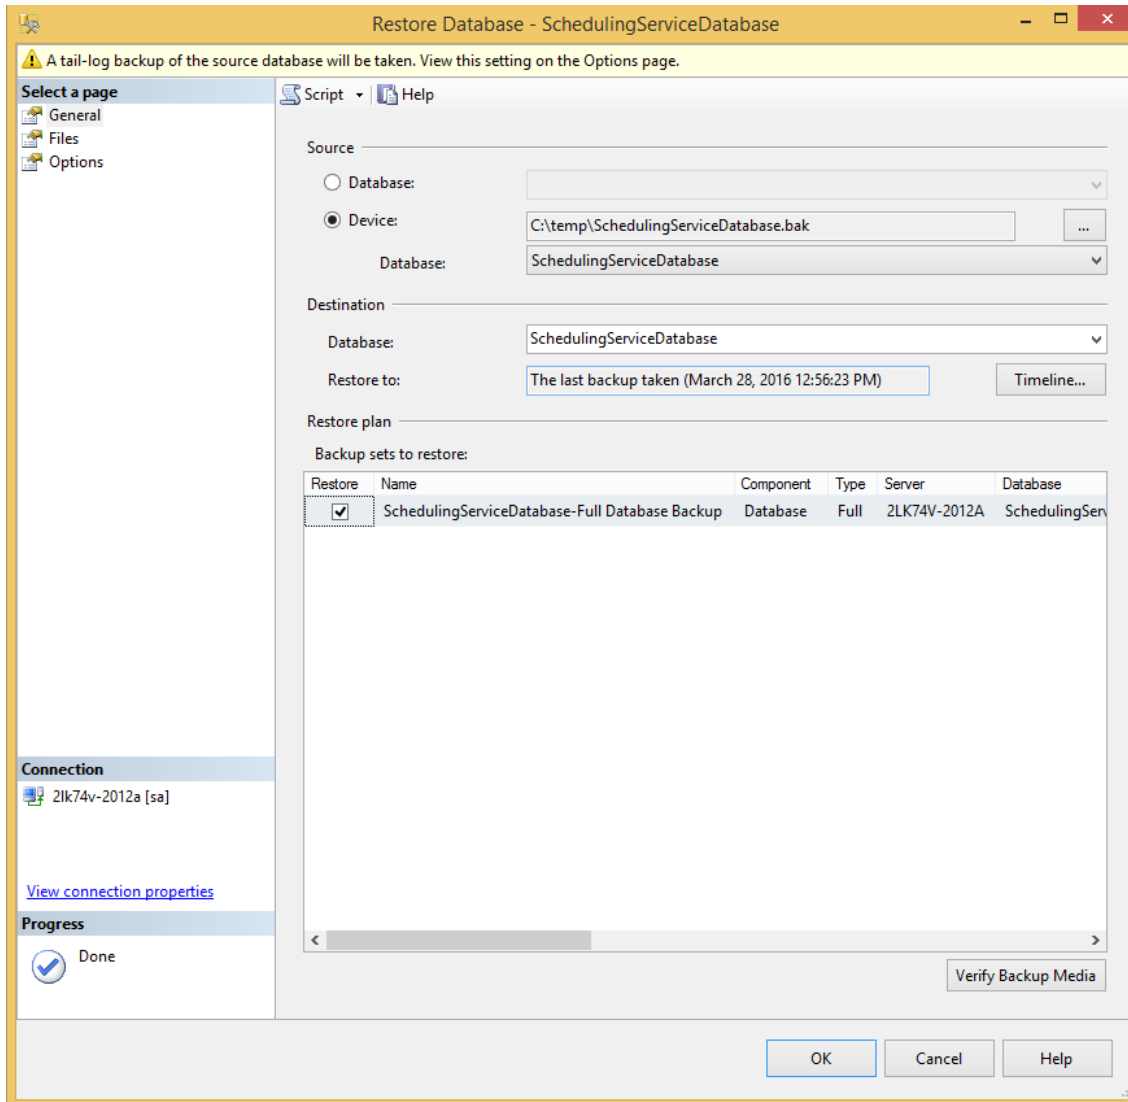 Restore Database - SchedulingServiceDatabase
A tail-log backup of the source database will be taken. View this setting on the Options page.
Select a page
General
Files
Options
Script Help
Source
Database:
Device: C:\temp\SchedulingServiceDatabase.bak ...
Database: SchedulingServiceDatabase
Destination
Database: SchedulingServiceDatabase
Restore to: The last backup taken (March 28, 2016 12:56:23 PM) Timeline...
Restore plan
Backup sets to restore:
Restore Name Component Type Server Database
SchedulingServiceDatabase-Full Database Backup Database Full 2LK74V-2012A SchedulingSer
Connection
2lk74v-2012a [sa]
View connection properties
Progress
Done
Verify Backup Media
OK Cancel Help